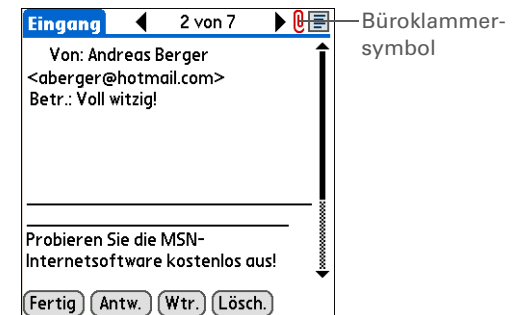 Eingang 2 von 7
Büroklammer-
symbol
Von: Andreas Berger
<aberger@hotmail.com>
Betr.: Voll witzig!
Probieren Sie die MSN-
Internetsoftware kostenlos aus!
Fertig Antw. Wtr. Lösch.